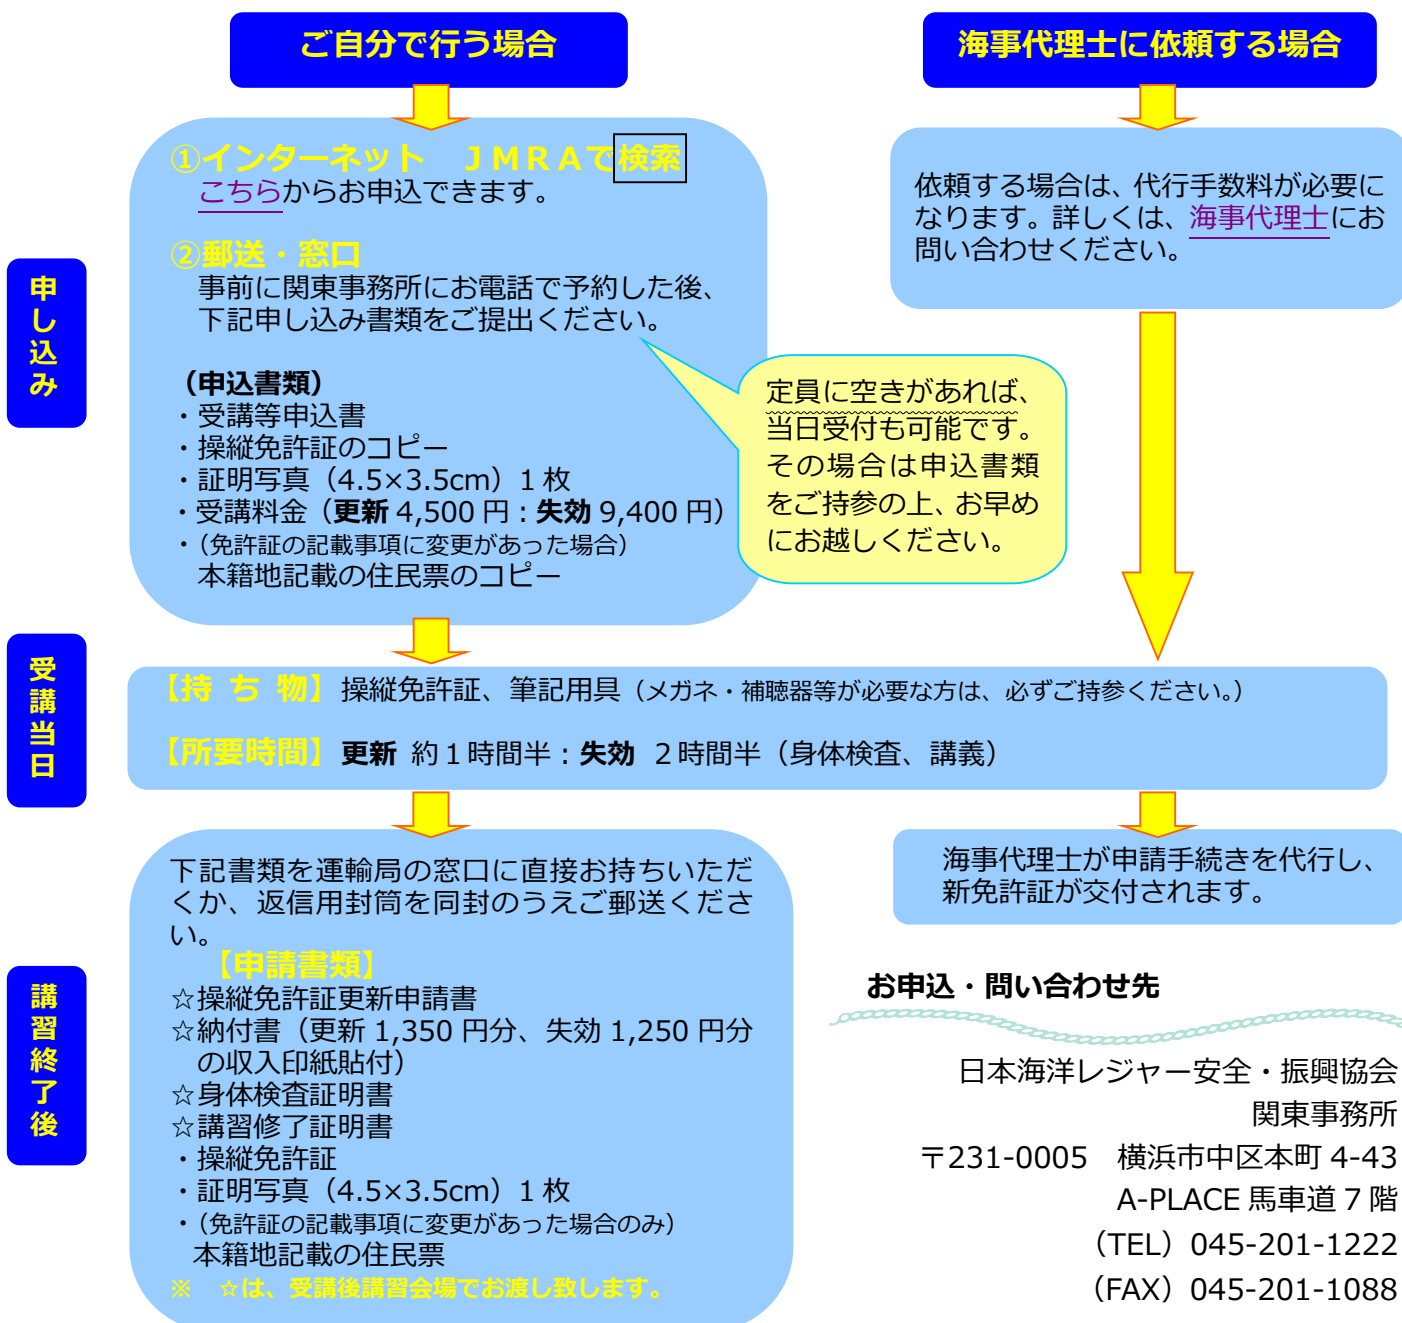 ご自分で行う場合
海事代理士に依頼する場合
申し込み
①インターネット　ＪＭＲＡで検索
こちらからお申込できます。
②郵送・窓口
事前に関東事務所にお電話で予約した後、
下記申し込み書類をご提出ください。
（申込書類）
・受講等申込書
・操縦免許証のコピー
・証明写真（4.5×3.5cm）1 枚
・受講料金（更新 4,500 円：失効 9,400 円）
・（免許証の記載事項に変更があった場合）
本籍地記載の住民票のコピー
定員に空きがあれば、
当日受付も可能です。
その場合は申込書類
をご持参の上、お早め
にお越しください。
依頼する場合は、代行手数料が必要に
なります。詳しくは、海事代理士にお
問い合わせください。
受講当日
【持 ち 物】操縦免許証、筆記用具（メガネ・補聴器等が必要な方は、必ずご持参ください。）
【所要時間】更新 約１時間半：失効 ２時間半（身体検査、講義）
講習終了後
下記書類を運輸局の窓口に直接お持ちいただ
くか、返信用封筒を同封のうえご郵送くださ
い。
【申請書類】
☆操縦免許証更新申請書
☆納付書（更新 1,350 円分、失効 1,250 円分
の収入印紙貼付）
☆身体検査証明書
☆講習修了証明書
・操縦免許証
・証明写真（4.5×3.5cm）1 枚
・（免許証の記載事項に変更があった場合のみ）
本籍地記載の住民票
※　☆は、受講後講習会場でお渡し致します。
海事代理士が申請手続きを代行し、
新免許証が交付されます。
お申込・問い合わせ先
日本海洋レジャー安全・振興協会
関東事務所
〒231-0005　横浜市中区本町 4-43
A-PLACE 馬車道 7 階
（TEL）045-201-1222
（FAX）045-201-1088